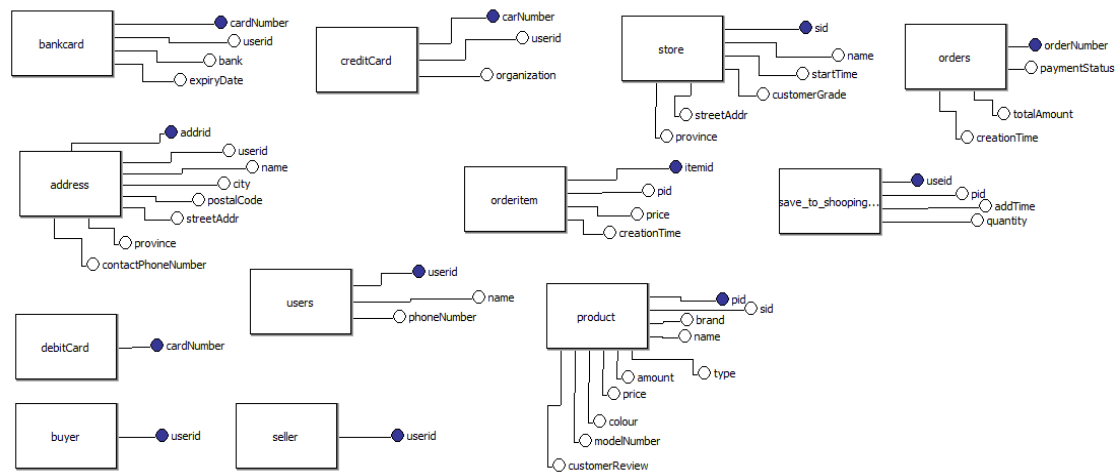 bankcard
cardNumber
userid
bank
expiryDate
creditCard
carNumber
userid
organization
store
sid
name
startTime
customerGrade
streetAddr
province
orders
orderNumber
paymentStatus
totalAmount
creationTime
address
addrid
userid
name
city
postalCode
streetAddr
province
contactPhoneNumber
orderitem
itemid
pid
price
creationTime
save_to_shooping...
useid
pid
addTime
quantity
users
userid
name
phoneNumber
product
pid
sid
brand
name
type
amount
price
colour
modelNumber
customerReview
debitCard
cardNumber
buyer
userid
seller
userid